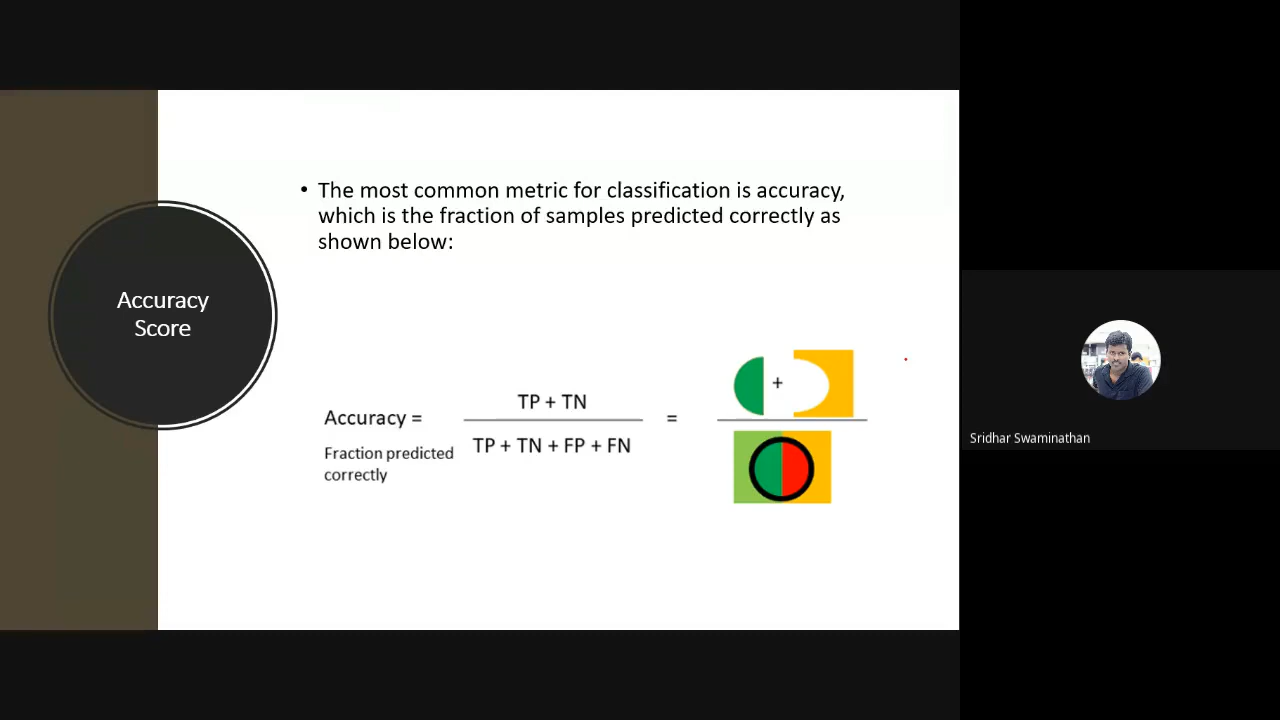 • The most common metric for classification is accuracy,
which is the fraction of samples predicted correctly as
shown below:
Accuracy
Score
Accuracy = TP + TN = +
TP + TN + FP + FN
Fraction predicted
correctly
Sridhar Swaminathan